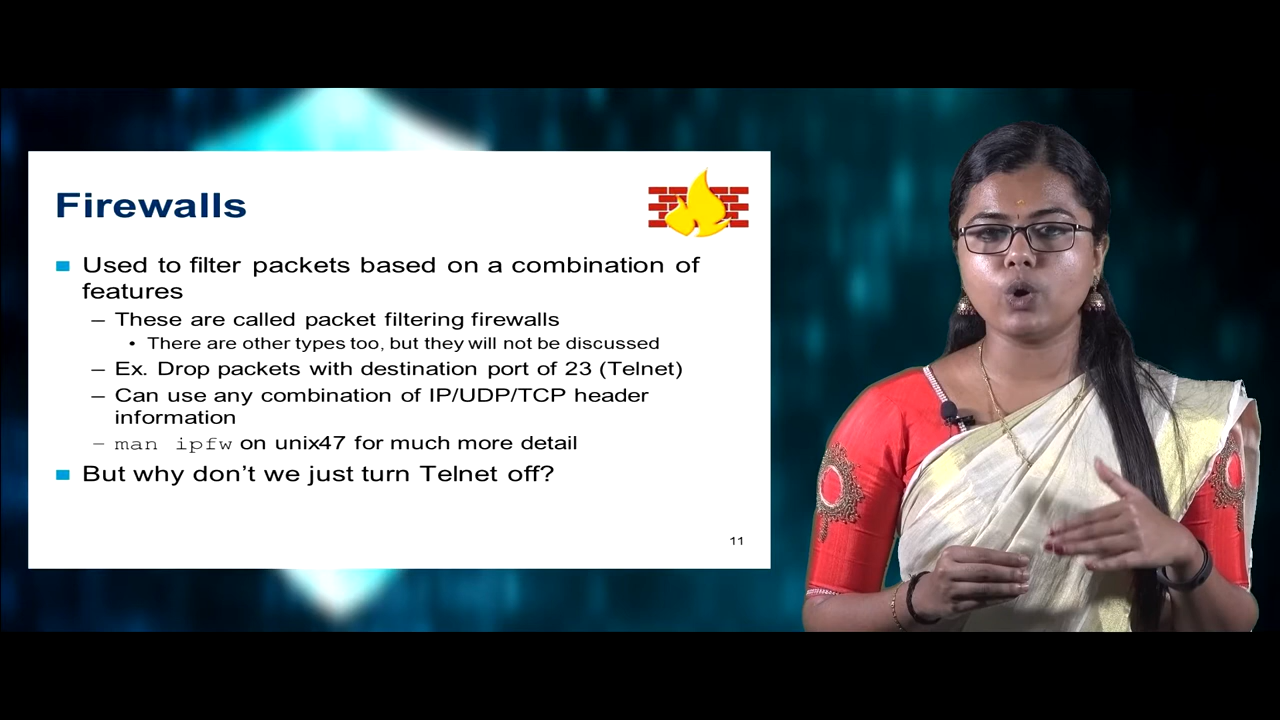 Firewalls
Used to filter packets based on a combination of
features
– These are called packet filtering firewalls
• There are other types too, but they will not be discussed
– Ex. Drop packets with destination port of 23 (Telnet)
– Can use any combination of IP/UDP/TCP header
information
– man ipfw on unix47 for much more detail
But why don’t we just turn Telnet off?
11